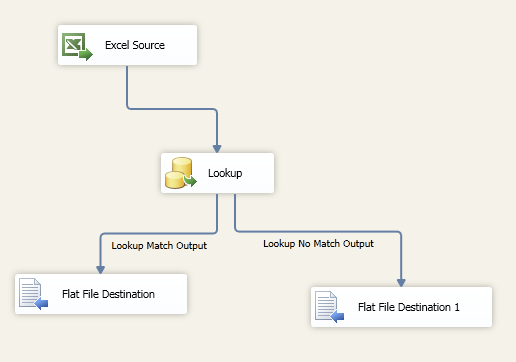 Excel Source
Lookup
Lookup Match Output
Lookup No Match Output
Flat File Destination
Flat File Destination 1